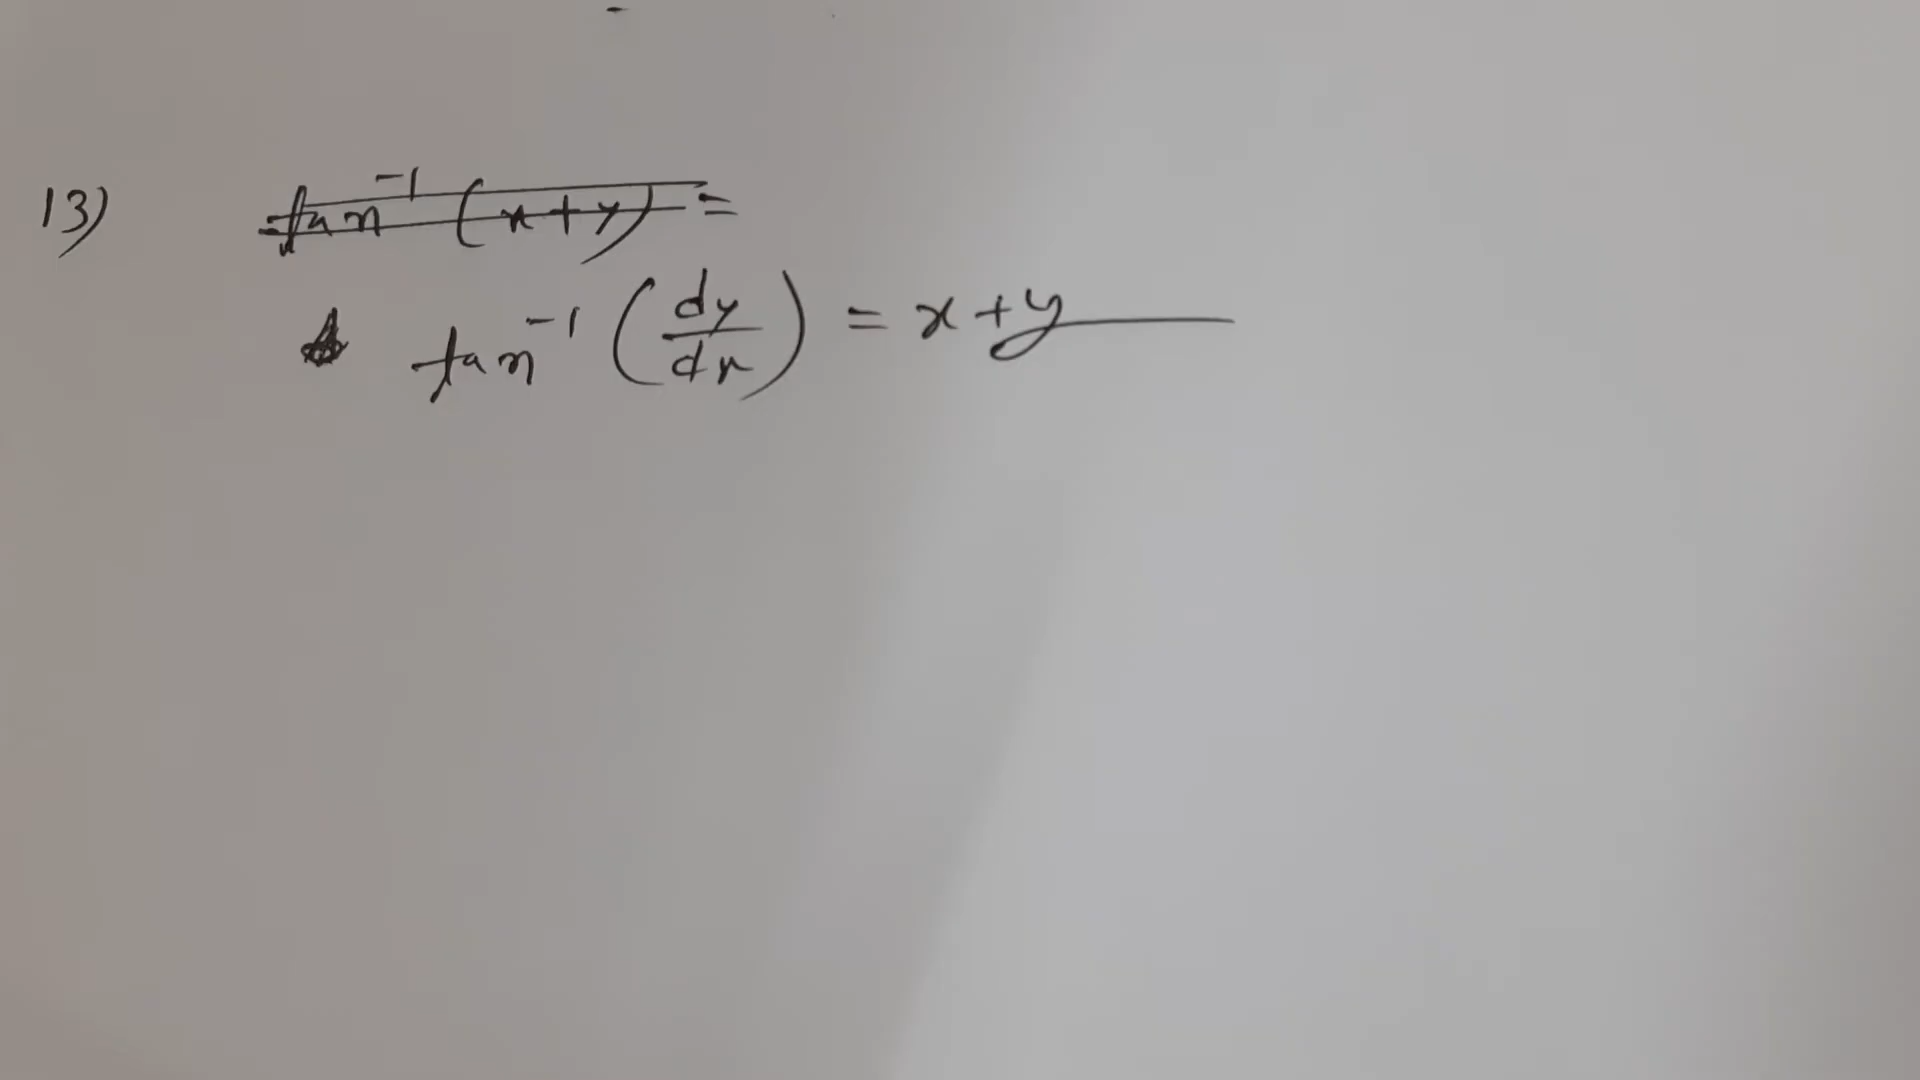 13) tan⁻¹ (x+y) =
tan⁻¹ (dy/dx) = x+y